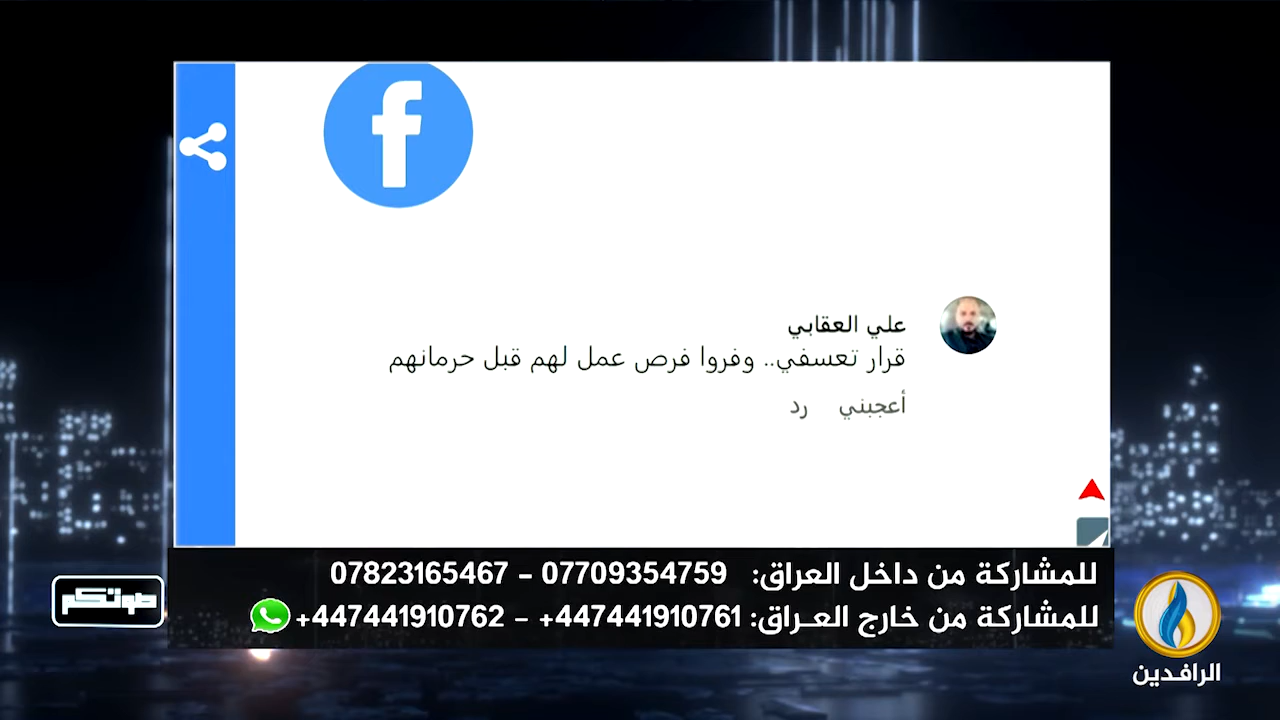 علي العقابي
قرار تعسفي.. وفروا فرص عمل لهم قبل حرمانهم
أعجبني رد
للمشاركة من داخل العراق: 07709354759 - 07823165467
للمشاركة من خارج العراق: 447441910761+ - 447441910762+
صوتكم
الرافدين